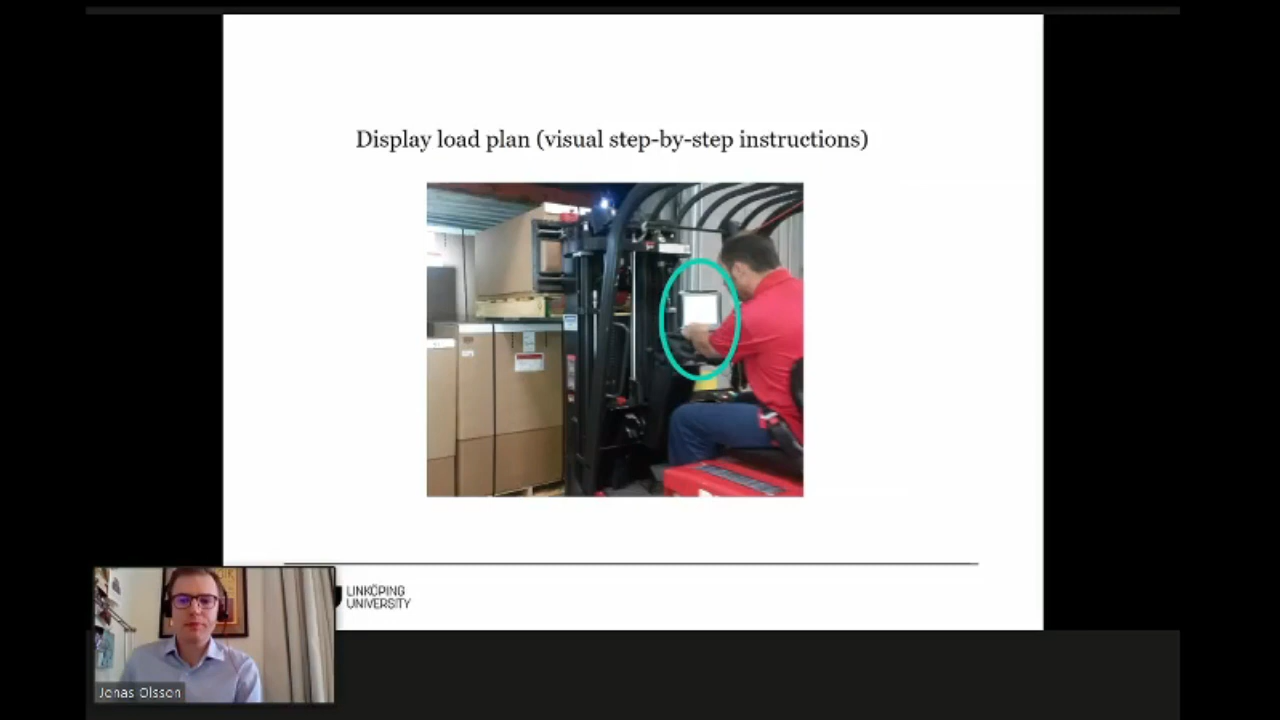 Display load plan (visual step-by-step instructions)
LINKÖPING
UNIVERSITY
Jonas Olsson